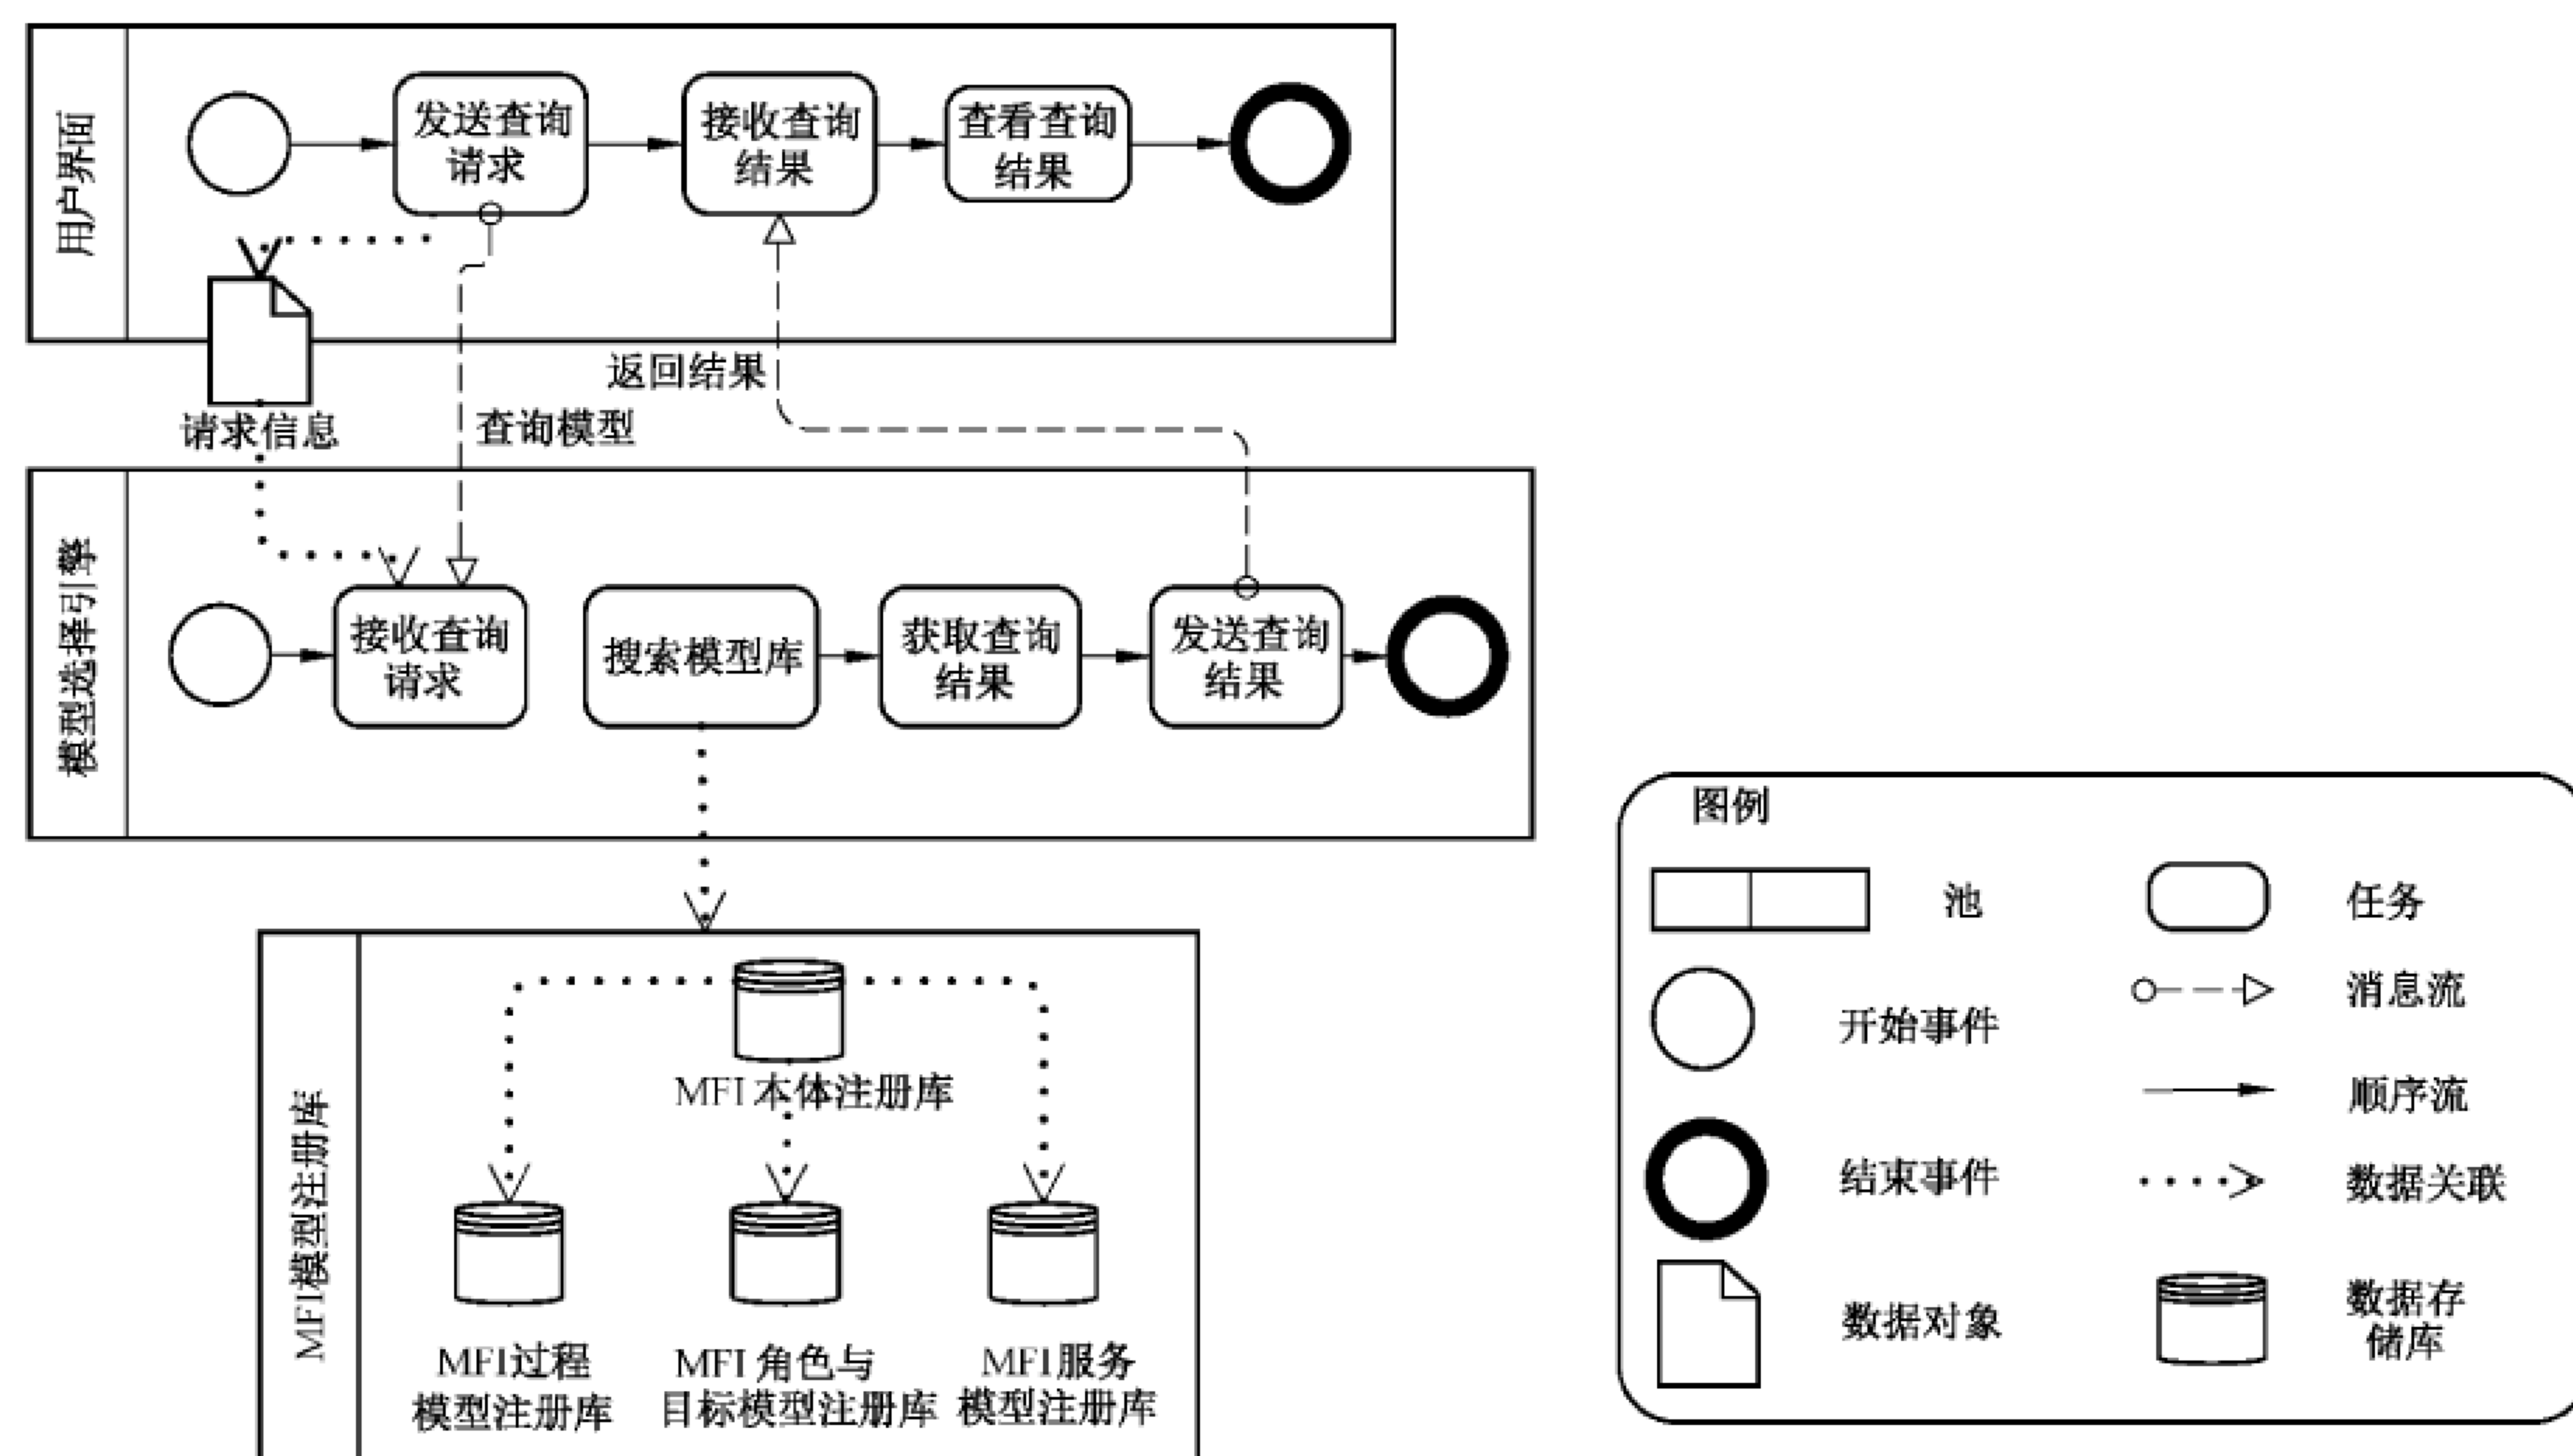 用户界面
发送查询
请求
接收查询
结果
查看查询
结果
请求信息
查询模型
返回结果
模型选择引擎
接收查询
请求
搜索模型库
获取查询
结果
发送查询
结果
MFI模型注册库
MFI 本体注册库
MFI过程
模型注册库
MFI 角色与
目标模型注册库
MFI服务
模型注册库
图例
池
任务
开始事件
消息流
顺序流
结束事件
数据关联
数据对象
数据存
储库